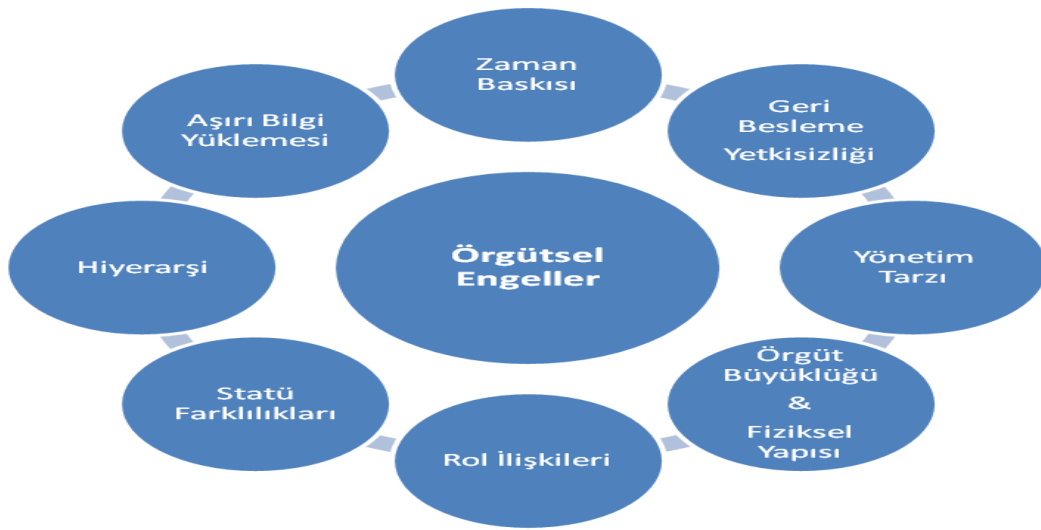 Zaman
Baskısı
Geri
Besleme
Yetkisizliği
Yönetim
Tarzı
Örgüt
Büyüklüğü
&
Fiziksel
Yapısı
Rol İlişkileri
Statü
Farklılıkları
Hiyerarşi
Aşırı Bilgi
Yüklemesi
Örgütsel
Engeller